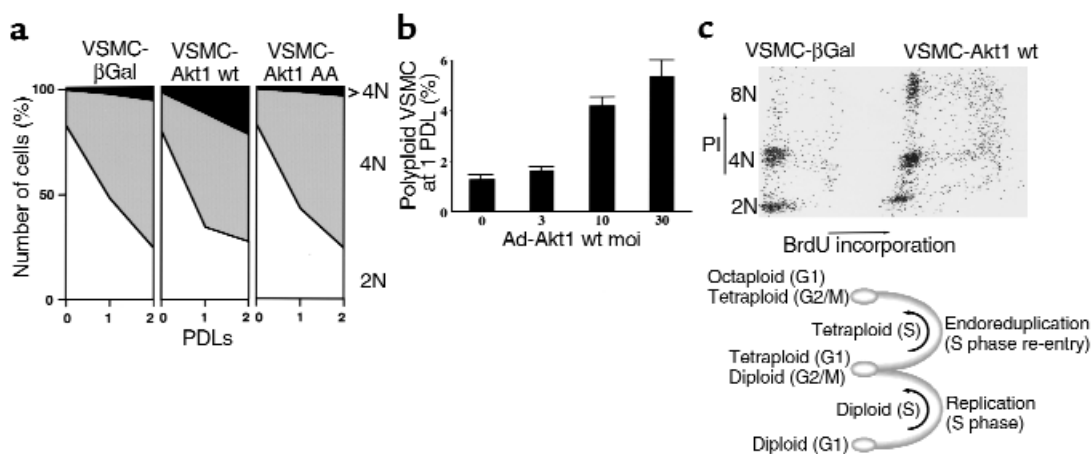 a
VSMC-
βGal
VSMC-
Akt1 wt
VSMC-
Akt1 AA
Number of cells (%)
100
50
0
0 1 2
0 1 2
0 1 2
PDLs
>4N
4N
2N
b
Polyploid VSMC
at 1 PDL (%)
6
4
2
0
0 3 10 30
Ad-Akt1 wt moi
c
VSMC-βGal
VSMC-Akt1 wt
PI
8N
4N
2N
BrdU incorporation
Octaploid (G1)
Tetraploid (G2/M)
Tetraploid (S)
Endoreduplication
(S phase re-entry)
Tetraploid (G1)
Diploid (G2/M)
Diploid (S)
Replication
(S phase)
Diploid (G1)